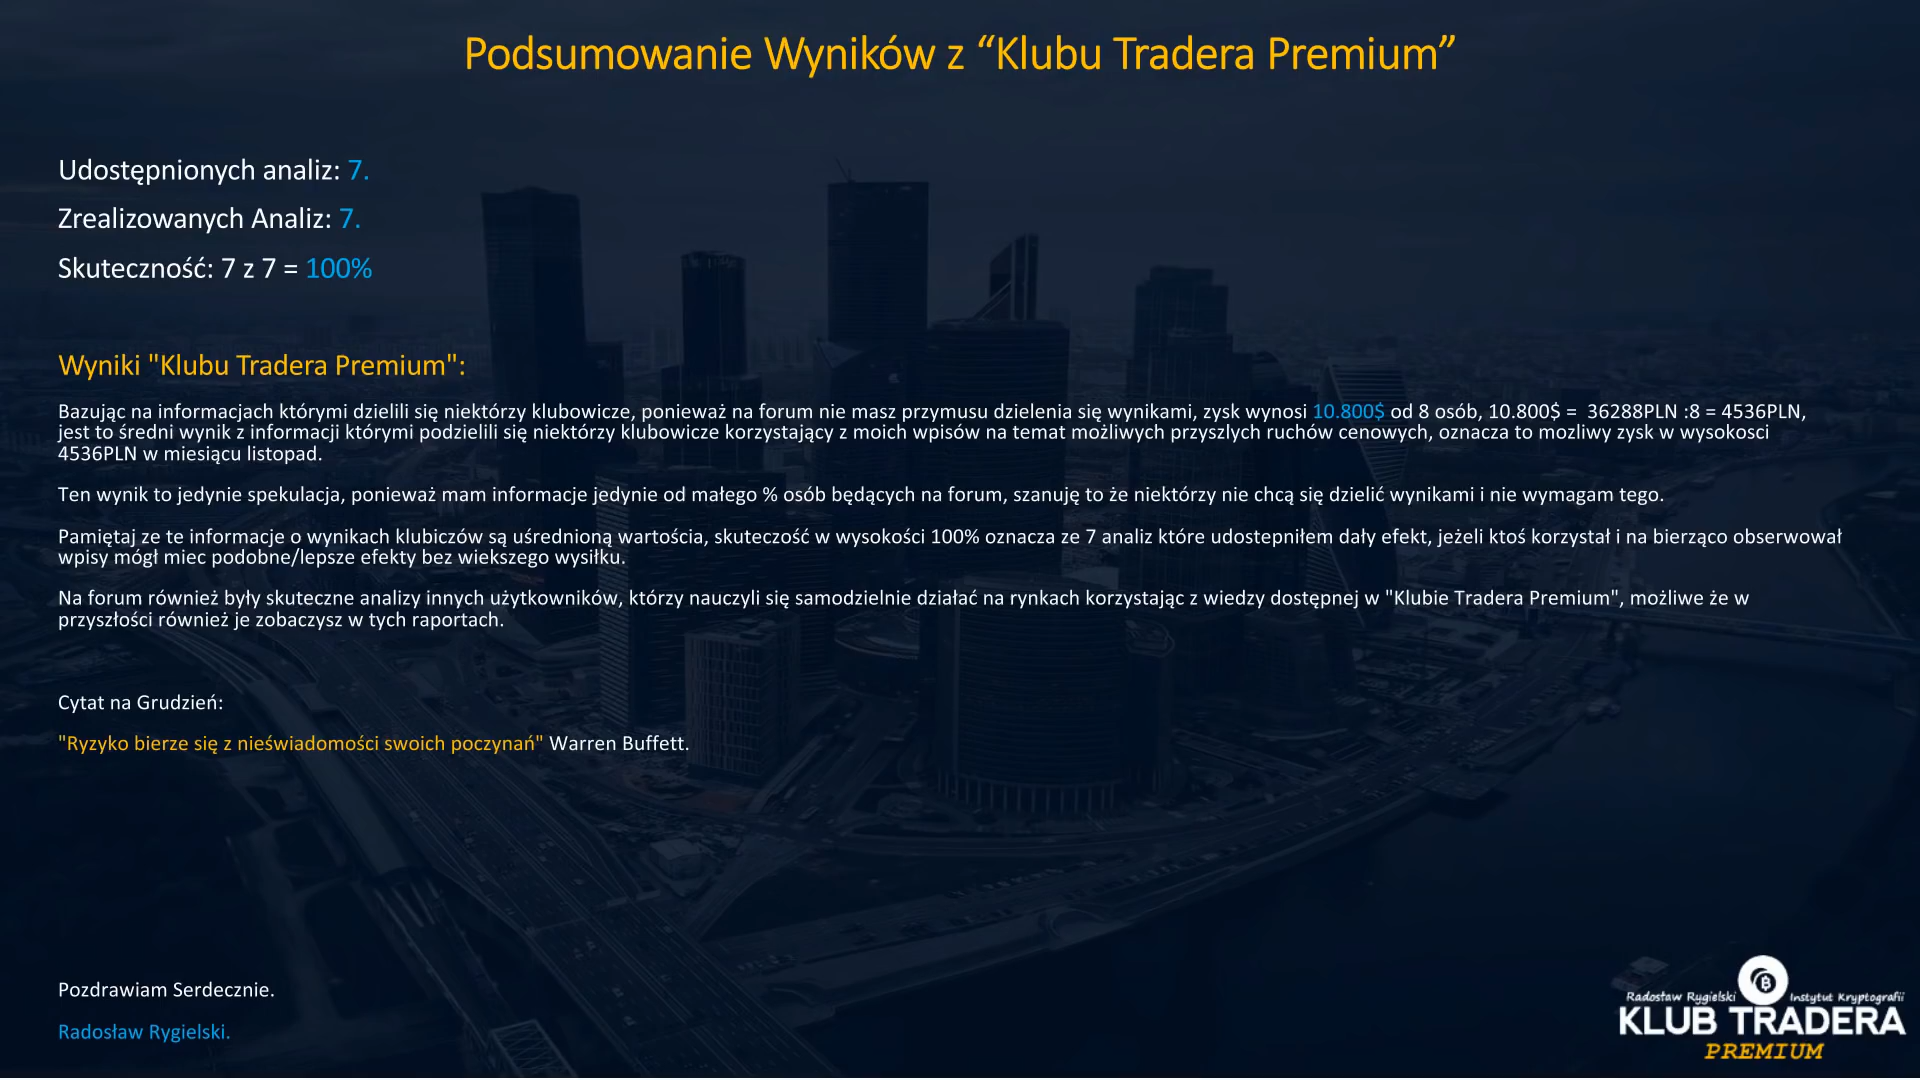 Podsumowanie Wyników z “Klubu Tradera Premium”
Udostępnionych analiz: 7.
Zrealizowanych Analiz: 7.
Skuteczność: 7 z 7 = 100%
Wyniki "Klubu Tradera Premium":
Bazując na informacjach którymi dzielili się niektórzy klubowicze, ponieważ na forum nie masz przymusu dzielenia się wynikami, zysk wynosi 10.800$ od 8 osób, 10.800$ = 36288PLN :8 = 4536PLN,
jest to średni wynik z informacji którymi podzielili się niektórzy klubowicze korzystający z moich wpisów na temat możliwych przyszlych ruchów cenowych, oznacza to mozliwy zysk w wysokosci
4536PLN w miesiącu listopad.
Ten wynik to jedynie spekulacja, ponieważ mam informacje jedynie od małego % osób będących na forum, szanuję to że niektórzy nie chcą się dzielić wynikami i nie wymagam tego.
Pamiętaj ze te informacje o wynikach klubiczów są uśrednioną wartościa, skuteczość w wysokości 100% oznacza ze 7 analiz które udostepniłem dały efekt, jeżeli ktoś korzystał i na bierząco obserwował
wpisy mógł miec podobne/lepsze efekty bez wiekszego wysiłku.
Na forum również były skuteczne analizy innych użytkowników, którzy nauczyli się samodzielnie działać na rynkach korzystając z wiedzy dostępnej w "Klubie Tradera Premium", możliwe że w
przyszłości również je zobaczysz w tych raportach.
Cytat na Grudzień:
"Ryzyko bierze się z nieświadomości swoich poczynań" Warren Buffett.
Pozdrawiam Serdecznie.
Radosław Rygielski.
Radosław Rygielski Instytut Kryptografii
KLUB TRADERA
PREMIUM